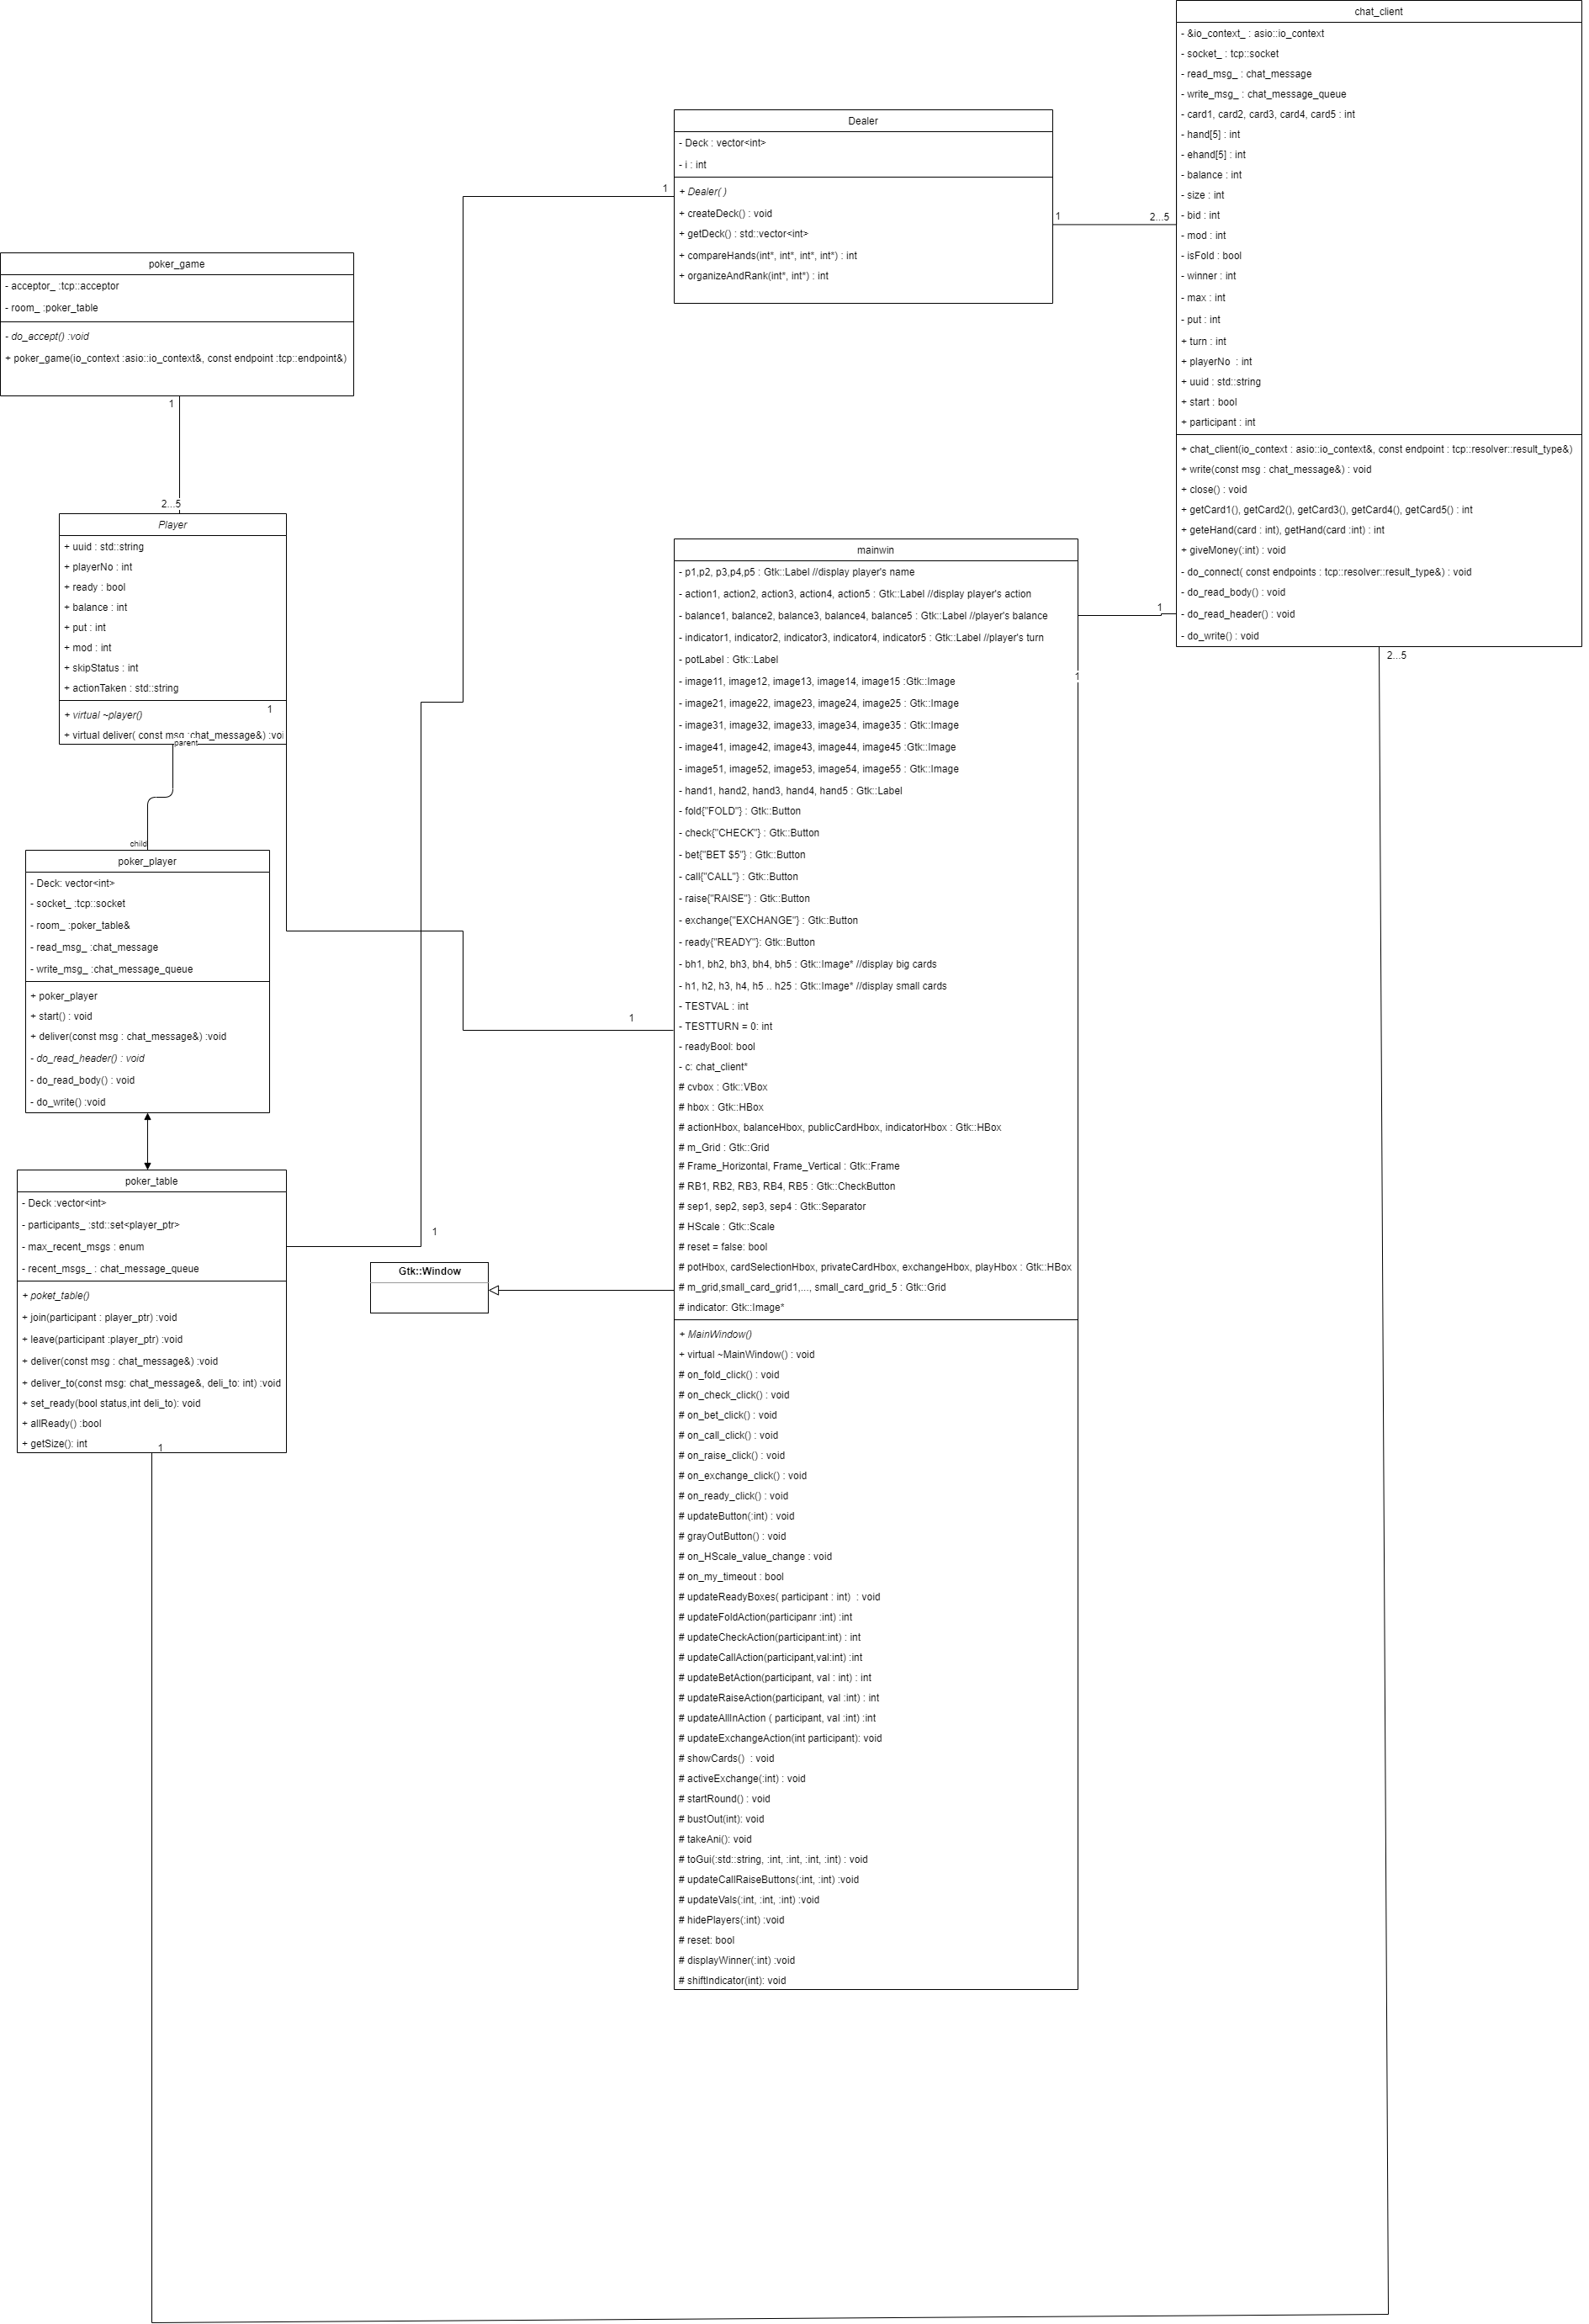 chat_client
- &io_context_ : asio::io_context
- socket_ : tcp::socket
- read_msg_ : chat_message
- write_msg_ : chat_message_queue
- card1, card2, card3, card4, card5 : int
- hand[5] : int
- ehand[5] : int
- balance : int
- size : int
- bid : int
- mod : int
- isFold : bool
- winner : int
- max : int
- put : int
+ turn : int
+ playerNo : int
+ uuid : std::string
+ start : bool
+ participant : int
+ chat_client(io_context : asio::io_context&, const endpoint : tcp::resolver::result_type&)
+ write(const msg : chat_message&) : void
+ close() : void
+ getCard1(), getCard2(), getCard3(), getCard4(), getCard5() : int
+ geteHand(card : int), getHand(card :int) : int
+ giveMoney(:int) : void
- do_connect( const endpoints : tcp::resolver::result_type&) : void
- do_read_body() : void
- do_read_header() : void
- do_write() : void
2...5
Dealer
- Deck : vector<int>
- i : int
+ Dealer( )
+ createDeck() : void
+ getDeck() : std::vector<int>
+ compareHands(int*, int*, int*, int*) : int
+ organizeAndRank(int*, int*) : int
1
1
2...5
poker_game
- acceptor_ :tcp::acceptor
- room_ :poker_table
- do_accept() :void
+ poker_game(io_context :asio::io_context&, const endpoint :tcp::endpoint&)
1
2...5
Player
+ uuid : std::string
+ playerNo : int
+ ready : bool
+ balance : int
+ put : int
+ mod : int
+ skipStatus : int
+ actionTaken : std::string
+ virtual ~player()
1
+ virtual deliver( const msg :chat_message&) :voi
parent
child
poker_player
- Deck: vector<int>
- socket_ :tcp::socket
- room_ :poker_table&
- read_msg_ :chat_message
- write_msg_ :chat_message_queue
+ poker_player
+ start() : void
+ deliver(const msg : chat_message&) :void
- do_read_header() : void
- do_read_body() : void
- do_write() :void
poker_table
- Deck :vector<int>
- participants_ :std::set<player_ptr>
- max_recent_msgs : enum
- recent_msgs_ : chat_message_queue
+ poket_table()
+ join(participant : player_ptr) :void
+ leave(participant :player_ptr) :void
+ deliver(const msg : chat_message&) :void
+ deliver_to(const msg: chat_message&, deli_to: int) :void
+ set_ready(bool status,int deli_to): void
+ allReady() :bool
+ getSize(): int
1
1
Gtk::Window
mainwin
- p1,p2, p3,p4,p5 : Gtk::Label //display player's name
- action1, action2, action3, action4, action5 : Gtk::Label //display player's action
- balance1, balance2, balance3, balance4, balance5 : Gtk::Label //player's balance
- indicator1, indicator2, indicator3, indicator4, indicator5 : Gtk::Label //player's turn
- potLabel : Gtk::Label
- image11, image12, image13, image14, image15 :Gtk::Image
- image21, image22, image23, image24, image25 : Gtk::Image
- image31, image32, image33, image34, image35 : Gtk::Image
- image41, image42, image43, image44, image45 :Gtk::Image
- image51, image52, image53, image54, image55 : Gtk::Image
- hand1, hand2, hand3, hand4, hand5 : Gtk::Label
- fold{"FOLD"} : Gtk::Button
- check{"CHECK"} : Gtk::Button
- bet{"BET $5"} : Gtk::Button
- call{"CALL"} : Gtk::Button
- raise{"RAISE"} : Gtk::Button
- exchange{"EXCHANGE"} : Gtk::Button
- ready{"READY"}: Gtk::Button
- bh1, bh2, bh3, bh4, bh5 : Gtk::Image* //display big cards
- h1, h2, h3, h4, h5 .. h25 : Gtk::Image* //display small cards
- TESTVAL : int
- TESTTURN = 0: int
- readyBool: bool
- c: chat_client*
# cvbox : Gtk::VBox
# hbox : Gtk::HBox
# actionHbox, balanceHbox, publicCardHbox, indicatorHbox : Gtk::HBox
# m_Grid : Gtk::Grid
# Frame_Horizontal, Frame_Vertical : Gtk::Frame
# RB1, RB2, RB3, RB4, RB5 : Gtk::CheckButton
# sep1, sep2, sep3, sep4 : Gtk::Separator
# HScale : Gtk::Scale
# reset = false: bool
# potHbox, cardSelectionHbox, privateCardHbox, exchangeHbox, playHbox : Gtk::HBox
# m_grid,small_card_grid1,..., small_card_grid_5 : Gtk::Grid
# indicator: Gtk::Image*
+ MainWindow()
+ virtual ~MainWindow() : void
# on_fold_click() : void
# on_check_click() : void
# on_bet_click() : void
# on_call_click() : void
# on_raise_click() : void
# on_exchange_click() : void
# on_ready_click() : void
# updateButton(:int) : void
# grayOutButton() : void
# on_HScale_value_change : void
# on_my_timeout : bool
# updateReadyBoxes( participant : int) : void
# updateFoldAction(participanr :int) :int
# updateCheckAction(participant:int) : int
# updateCallAction(participant,val:int) :int
# updateBetAction(participant, val : int) : int
# updateRaiseAction(participant, val :int) : int
# updateAllInAction ( participant, val :int) :int
# updateExchangeAction(int participant): void
# showCards() : void
# activeExchange(:int) : void
# startRound() : void
# bustOut(int): void
# takeAni(): void
# toGui(:std::string, :int, :int, :int, :int) : void
# updateCallRaiseButtons(:int, :int) :void
# updateVals(:int, :int, :int) :void
# hidePlayers(:int) :void
# reset: bool
# displayWinner(:int) :void
# shiftIndicator(int): void
1
1
1